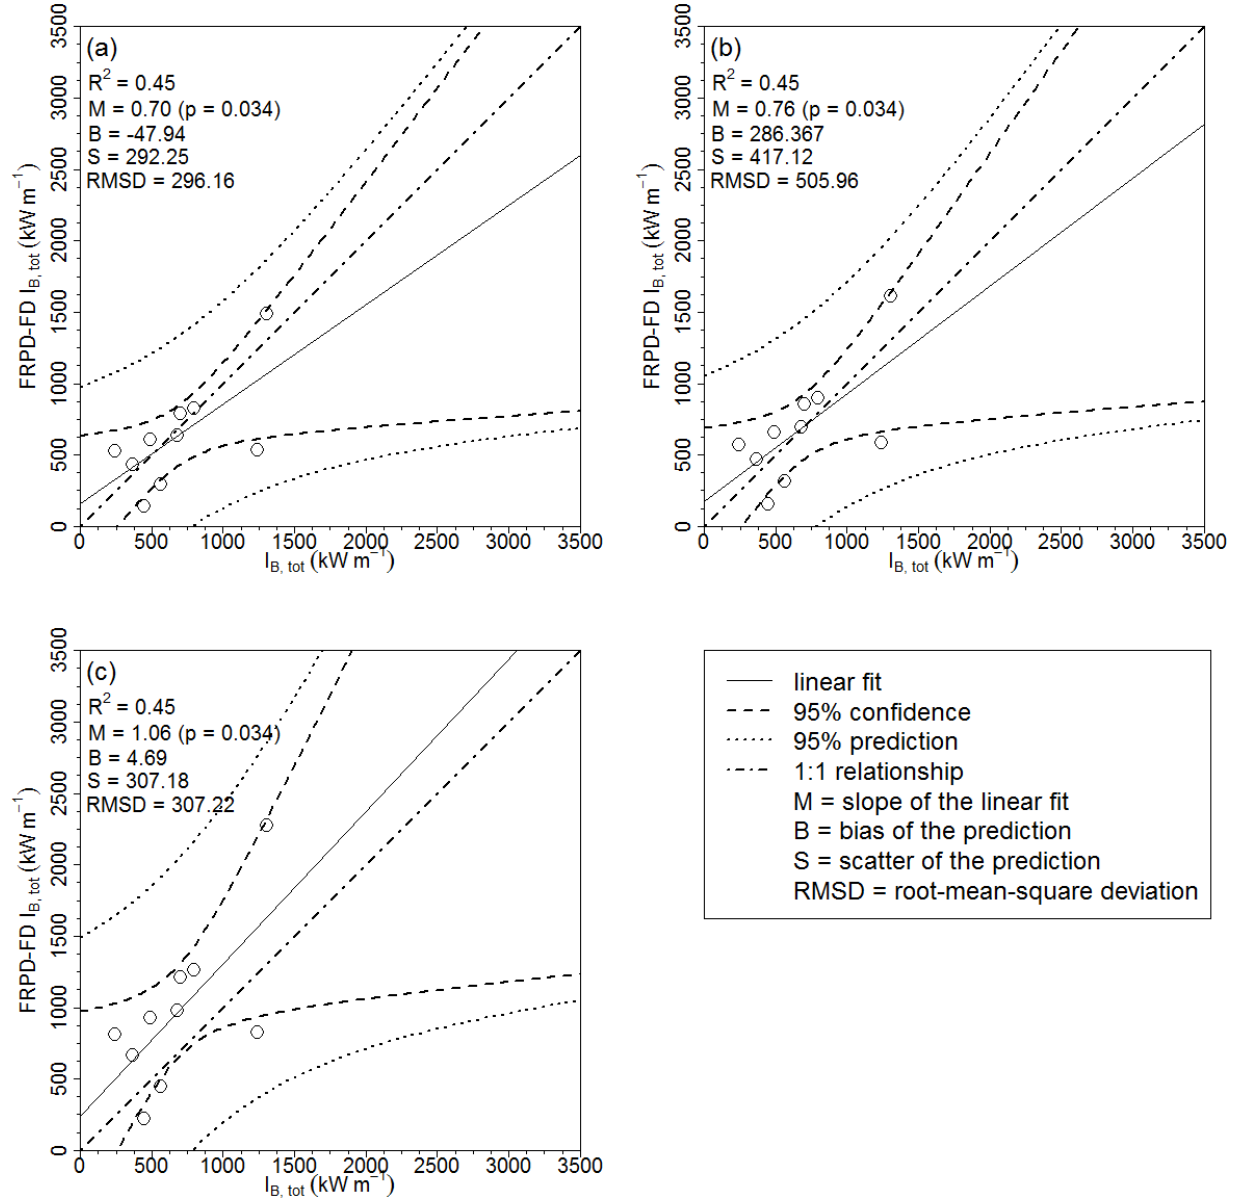 (a)
R² = 0.45
M = 0.70 (p = 0.034)
B = -47.94
S = 292.25
RMSD = 296.16
FRPD-FD I_B, tot (kW m⁻¹)
0 500 1000 1500 2000 2500 3000 3500
0 500 1000 1500 2000 2500 3000 3500
I_B, tot (kW m⁻¹)
(b)
R² = 0.45
M = 0.76 (p = 0.034)
B = 286.367
S = 417.12
RMSD = 505.96
FRPD-FD I_B, tot (kW m⁻¹)
0 500 1000 1500 2000 2500 3000 3500
0 500 1000 1500 2000 2500 3000 3500
I_B, tot (kW m⁻¹)
(c)
R² = 0.45
M = 1.06 (p = 0.034)
B = 4.69
S = 307.18
RMSD = 307.22
FRPD-FD I_B, tot (kW m⁻¹)
0 500 1000 1500 2000 2500 3000 3500
0 500 1000 1500 2000 2500 3000 3500
I_B, tot (kW m⁻¹)
linear fit
95% confidence
95% prediction
1:1 relationship
M = slope of the linear fit
B = bias of the prediction
S = scatter of the prediction
RMSD = root-mean-square deviation